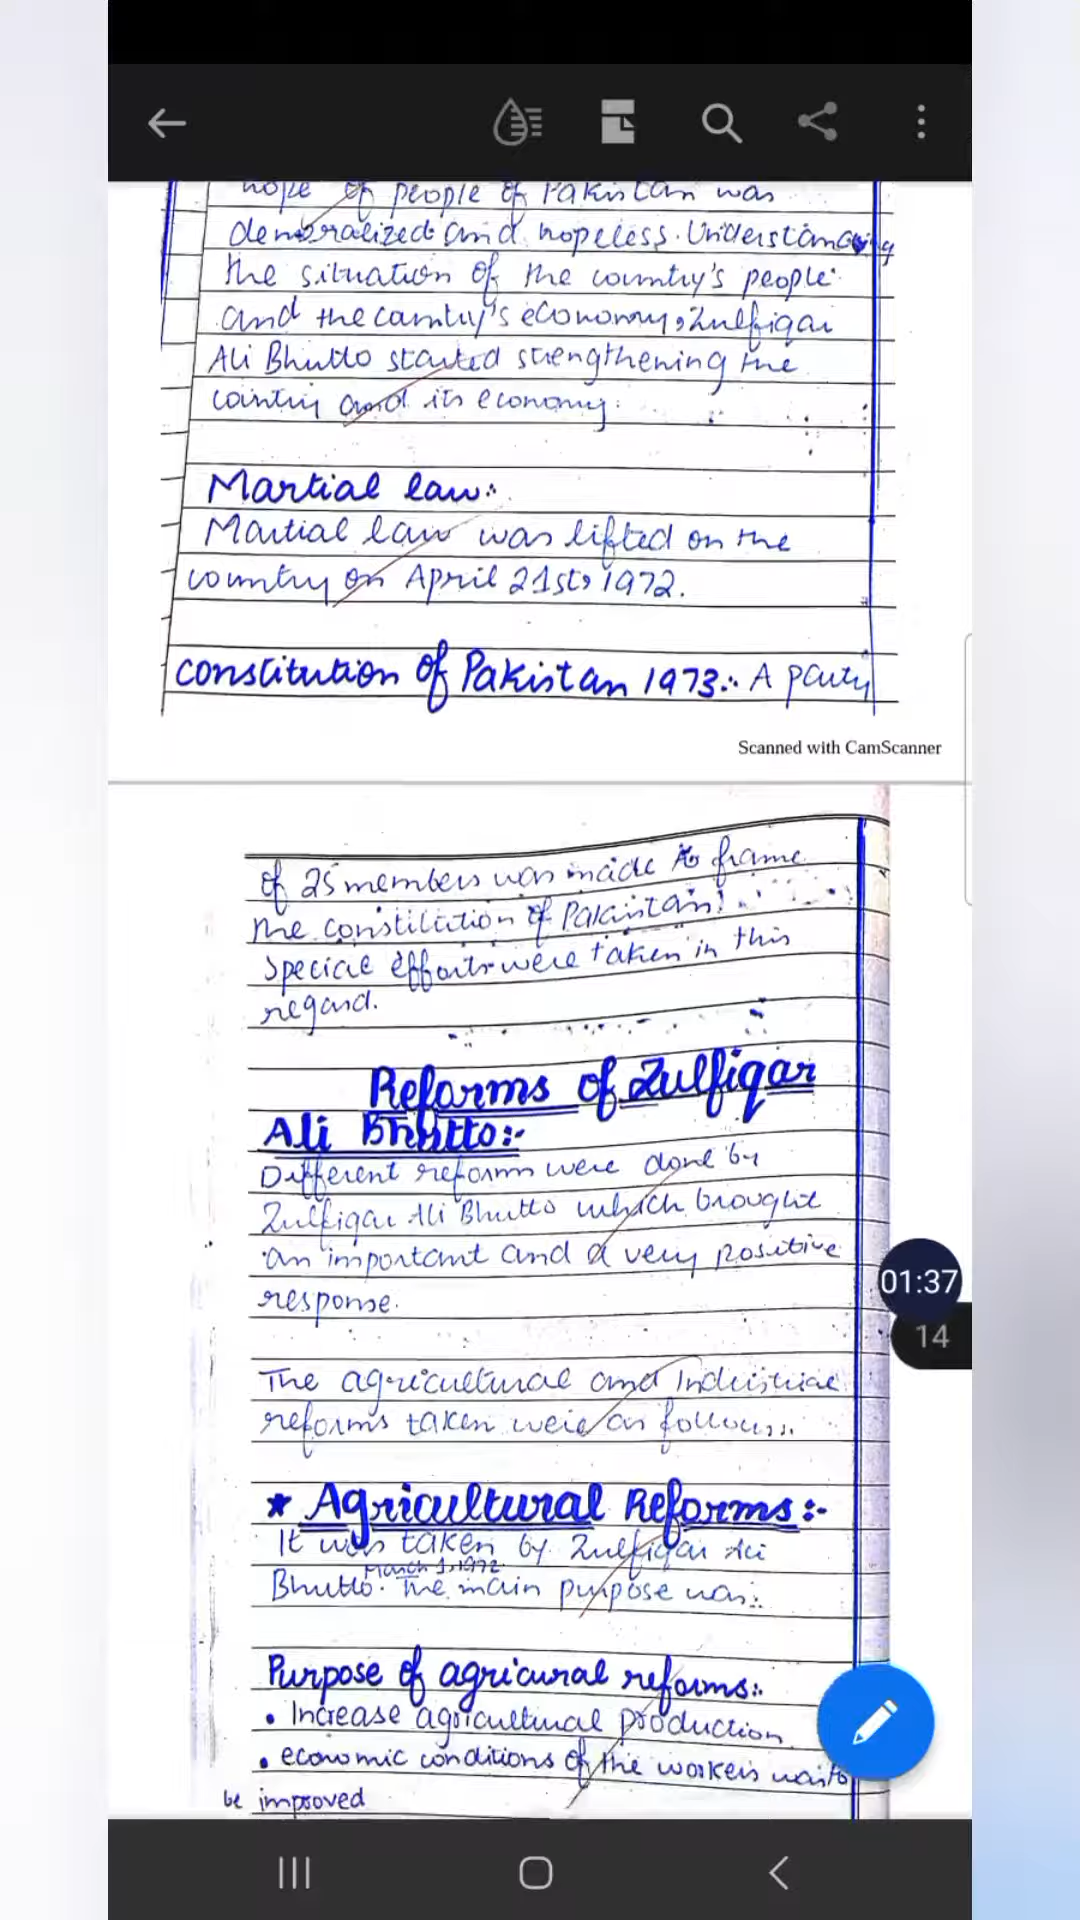 hope of people of Pakistan was
demoralized and hopeless. Understanding
the situation of the country's people
and the country's economy, Zulfiqar
Ali Bhutto started strengthening the
country and its economy.
Martial law:-
Martial law was lifted on the
country on April 21st, 1972.
constitution of Pakistan 1973:- A party
Scanned with CamScanner
of 25 members was made to frame
the constitution of Pakistan.
special efforts were taken in this
regard.
Reforms of Zulfiqar
Ali Bhutto:-
Different reforms were done by
Zulfiqar Ali Bhutto which brought
an important and a very positive
response.
01:37
14
The agricultural and Industrial
reforms taken were as follows:.
* Agricultural Reforms:-
It was taken by Zulfiqar Ali
March 1, 1972
Bhutto. The main purpose was:.
Purpose of agricural reforms:.
• Increase agricultural production
• economic conditions of the workers was to
be improved